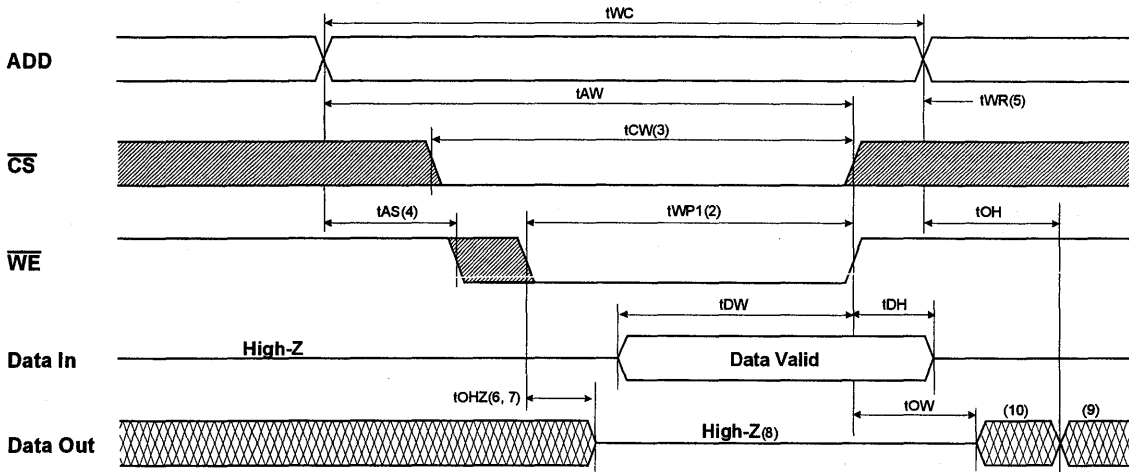 tWC
ADD
tAW
tWR(5)
tCW(3)
CS
tAS(4)
tWP1(2)
tOH
WE
tDW
tDH
High-Z
Data In
Data Valid
tOHZ(6, 7)
tOW
(10)
(9)
Data Out
High-Z(8)